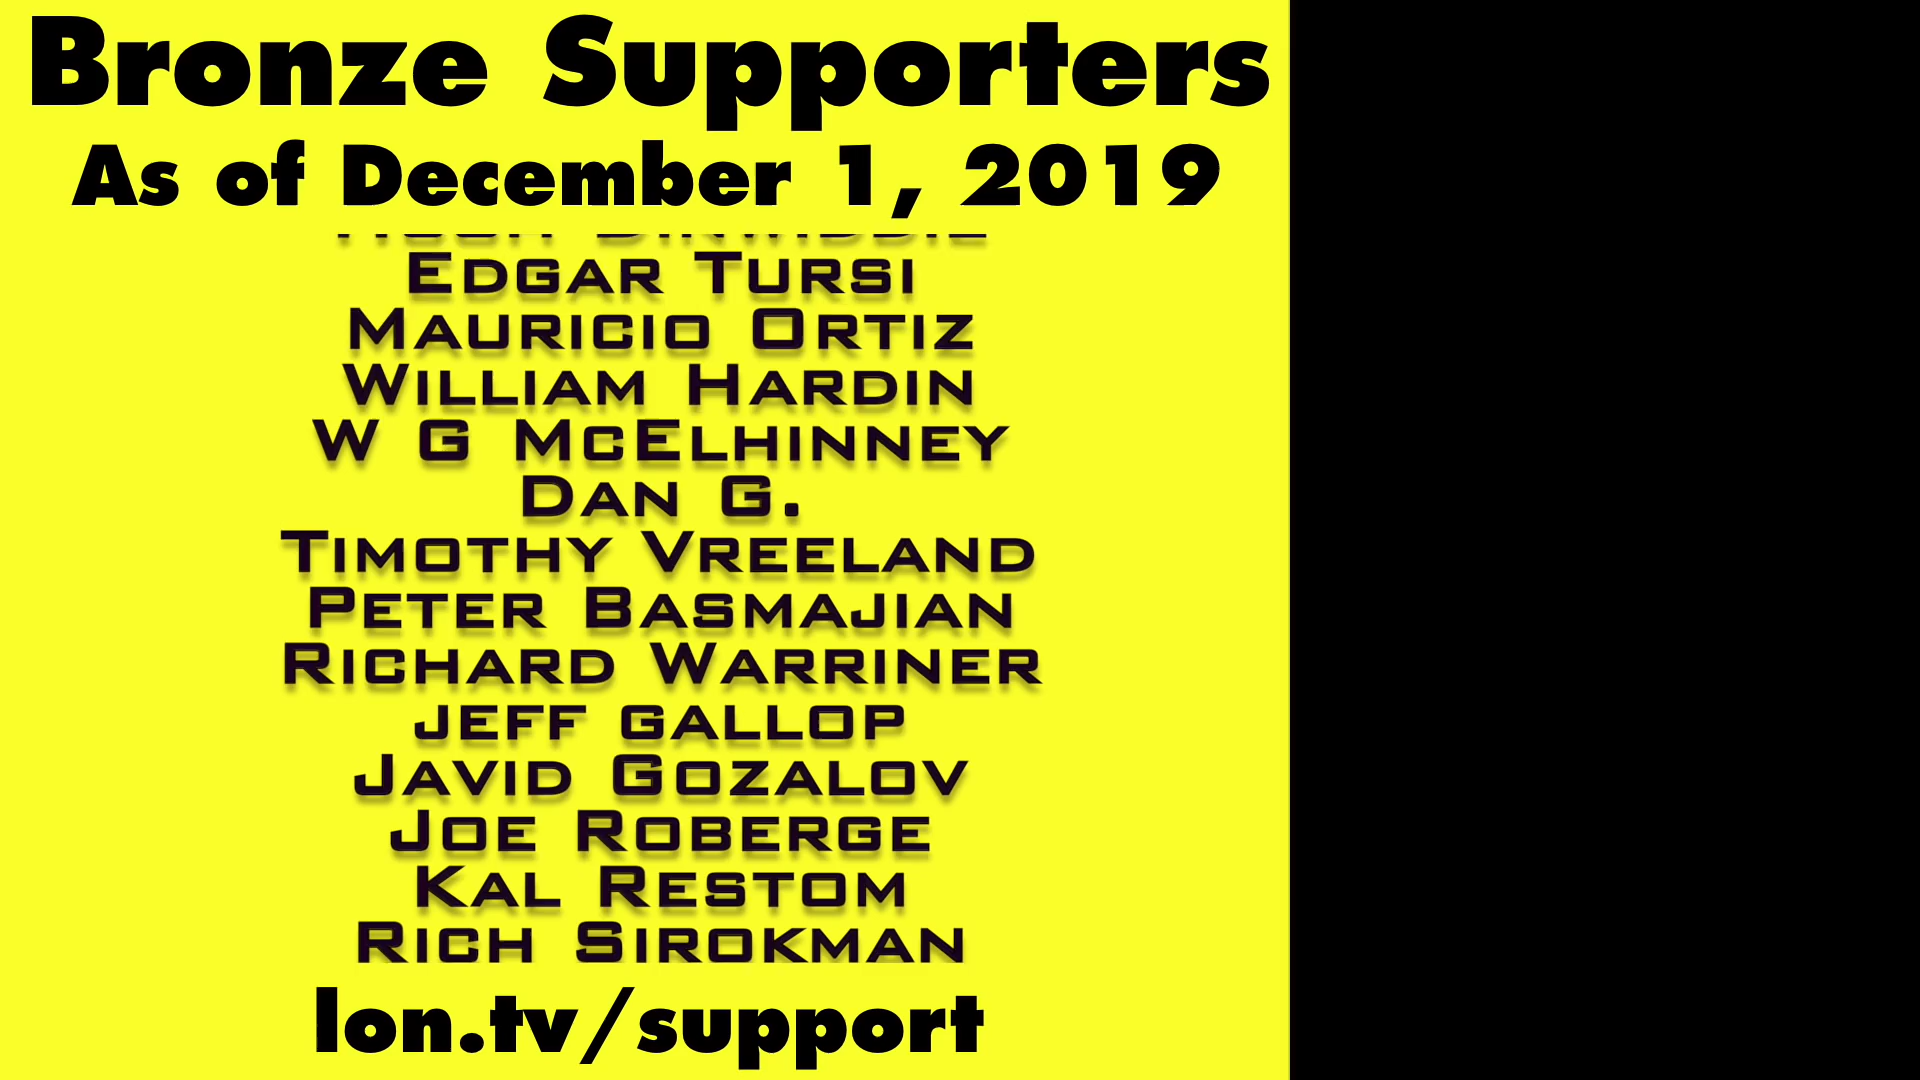 Bronze Supporters
As of December 1, 2019
Edgar Tursi
Mauricio Ortiz
William Hardin
W G McElhinney
Dan G.
Timothy Vreeland
Peter Basmajian
Richard Warriner
jeff gallop
Javid Gozalov
Joe Roberge
Kal Restom
Rich Sirokman
lon.tv/support